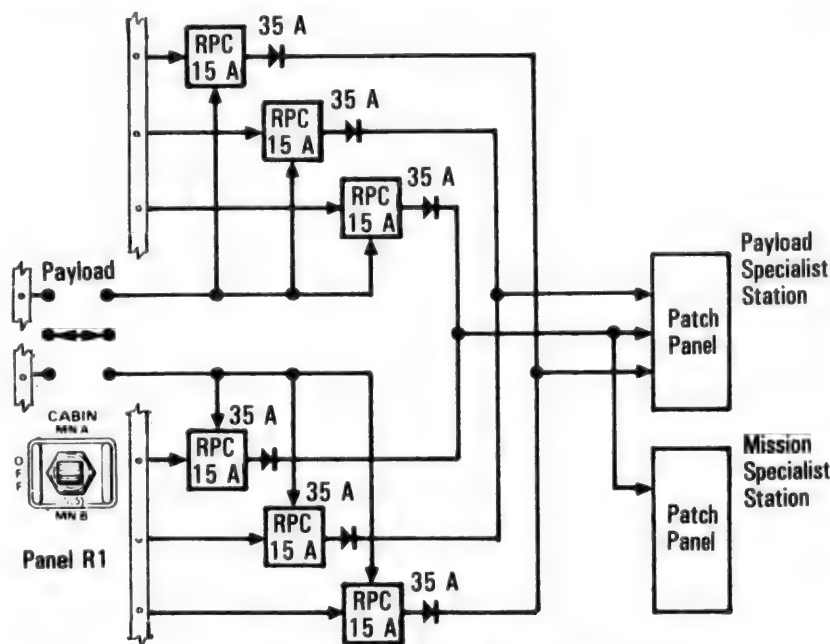 35 A
RPC
15 A
35 A
RPC
15 A
35 A
RPC
15 A
Payload
Payload
Specialist
Station
Patch
Panel
CABIN
MN A
OFF
MN B
Panel R1
35 A
RPC
15 A
35 A
RPC
15 A
35 A
RPC
15 A
Mission
Specialist
Station
Patch
Panel